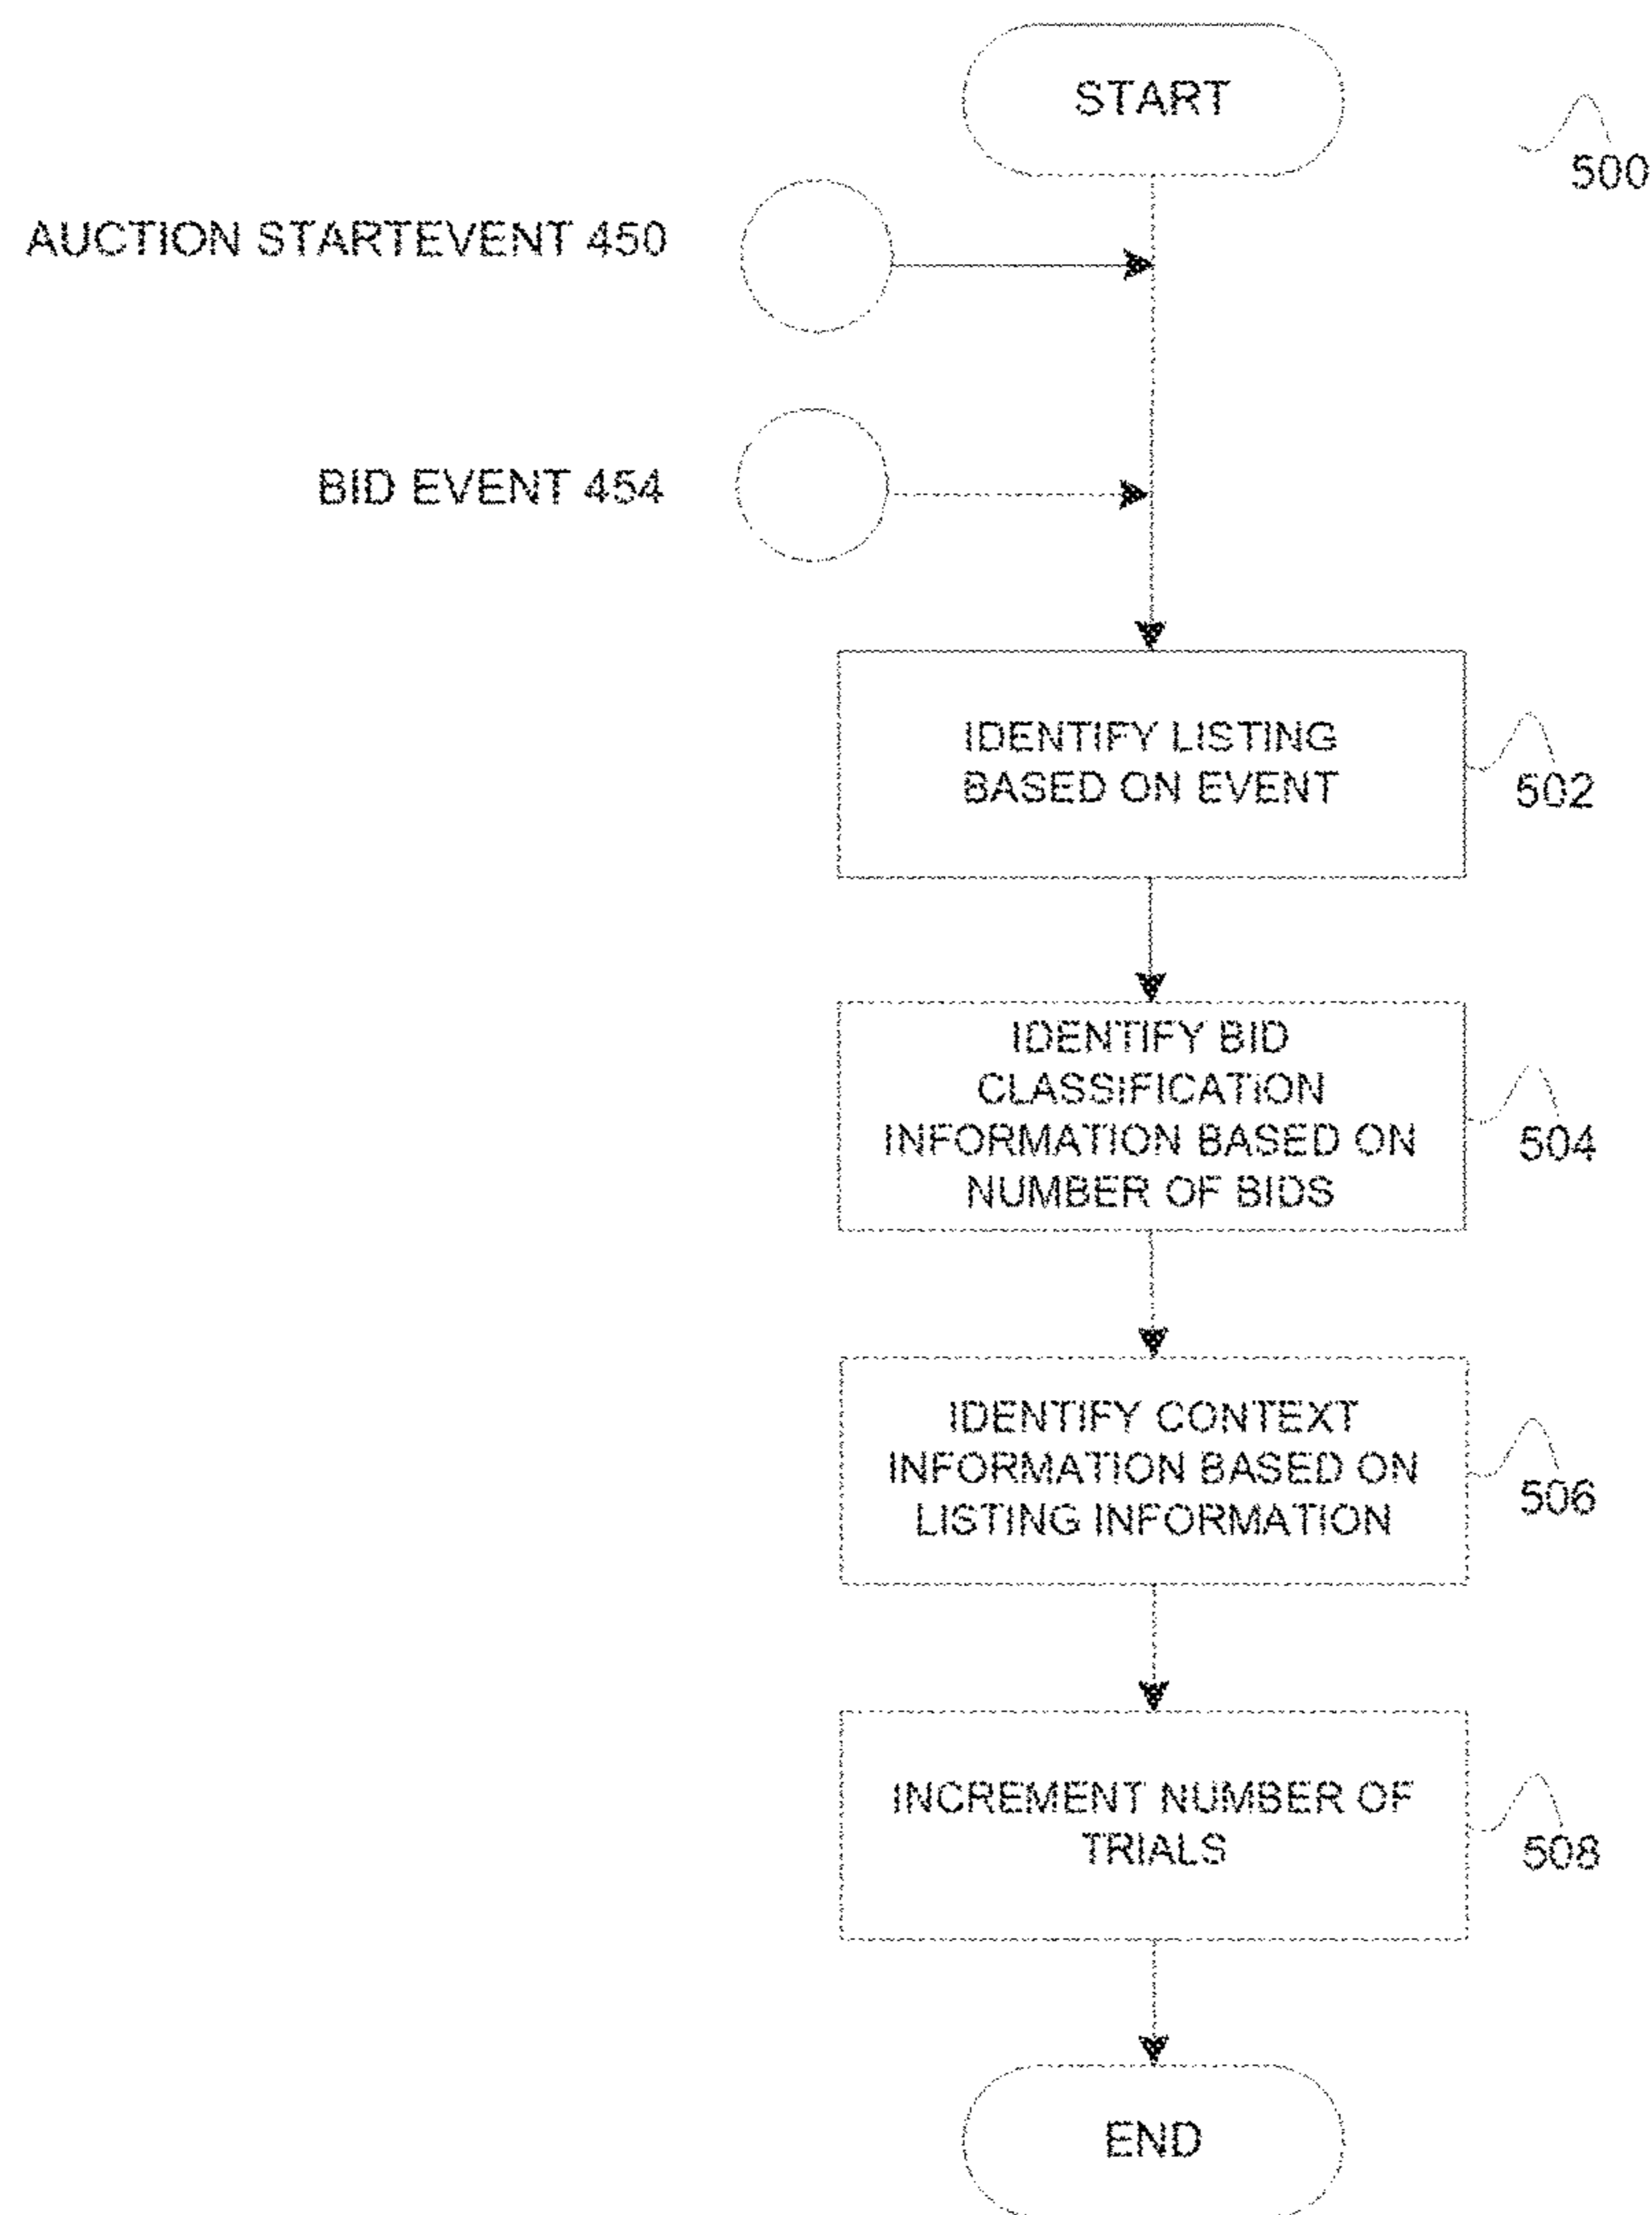 START
500
AUCTION STARTEVENT 450
BID EVENT 454
IDENTIFY LISTING
BASED ON EVENT
502
IDENTIFY BID
CLASSIFICATION
INFORMATION BASED ON
NUMBER OF BIDS
504
IDENTIFY CONTEXT
INFORMATION BASED ON
LISTING INFORMATION
506
INCREMENT NUMBER OF
TRIALS
508
END